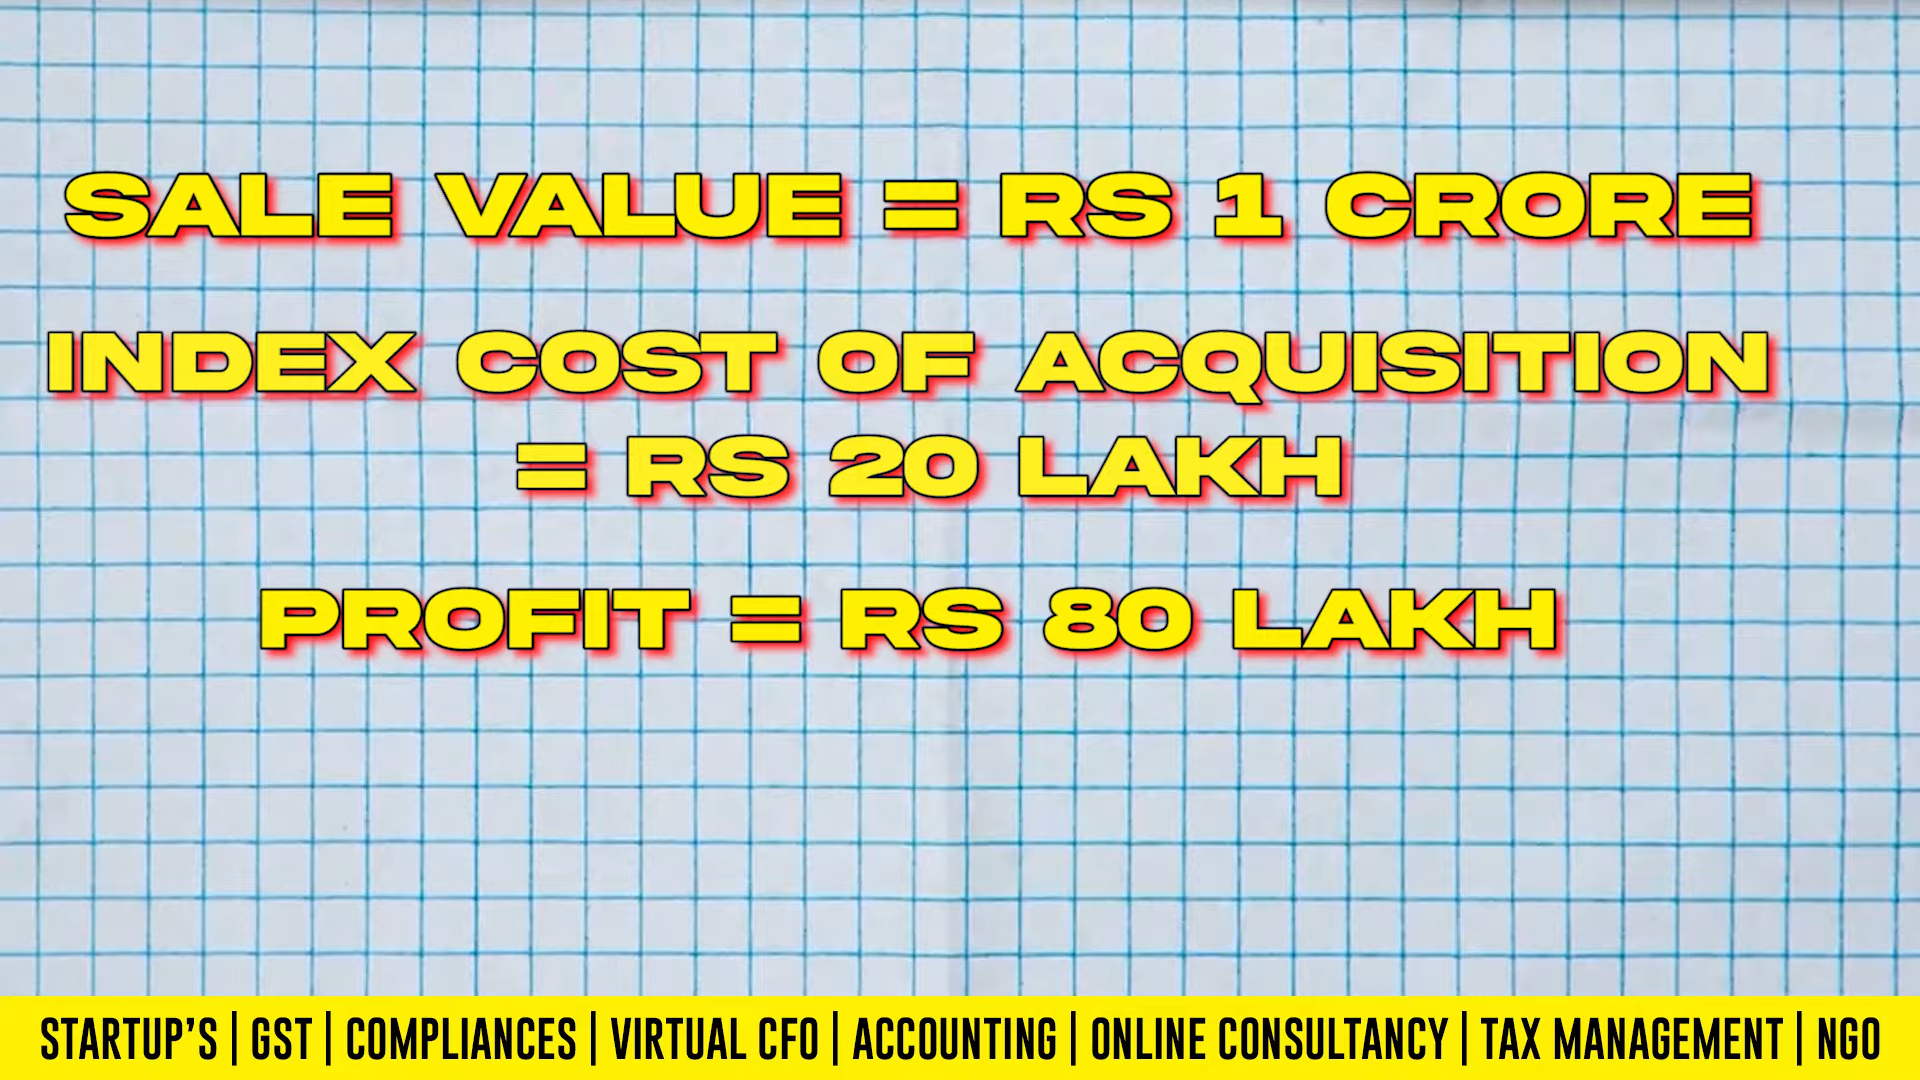 SALE VALUE = RS 1 CRORE
INDEX COST OF ACQUISITION
= RS 20 LAKH
PROFIT = RS 80 LAKH
STARTUP'S | GST | COMPLIANCES | VIRTUAL CFO | ACCOUNTING | ONLINE CONSULTANCY | TAX MANAGEMENT | NGO